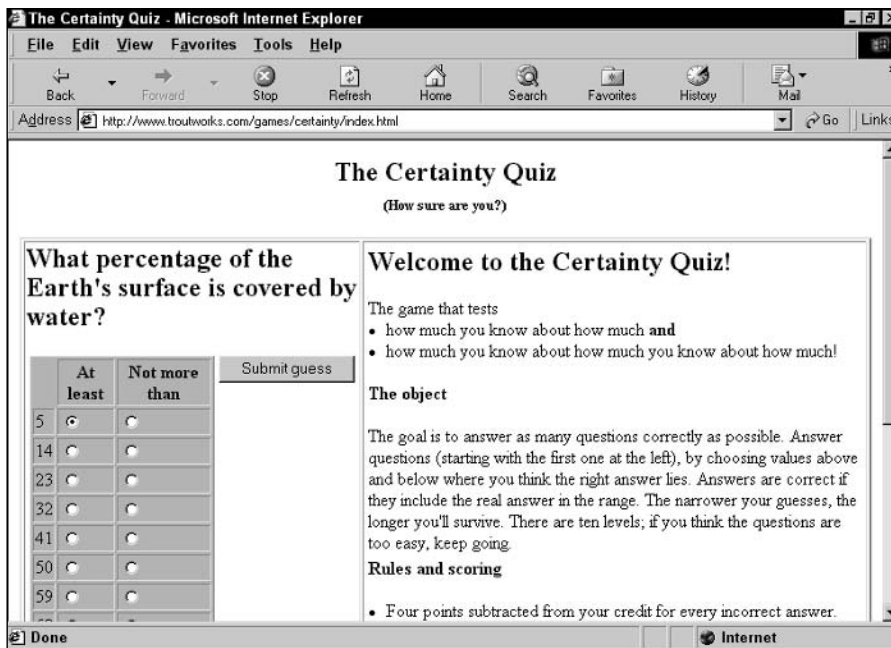 The Certainty Quiz - Microsoft Internet Explorer
File Edit View Favorites Tools Help
Back Forward Stop Refresh Home Search Favorites History Mail
Address http://www.troutworks.com/games/certainty/index.html Go Links
The Certainty Quiz
(How sure are you?)
What percentage of the
Earth's surface is covered by
water?
At least Not more than Submit guess
5
14
23
32
41
50
59
Welcome to the Certainty Quiz!
The game that tests
• how much you know about how much and
• how much you know about how much you know about how much!
The object
The goal is to answer as many questions correctly as possible. Answer
questions (starting with the first one at the left), by choosing values above
and below where you think the right answer lies. Answers are correct if
they include the real answer in the range. The narrower your guesses, the
longer you'll survive. There are ten levels; if you think the questions are
too easy, keep going.
Rules and scoring
• Four points subtracted from your credit for every incorrect answer.
Done Internet